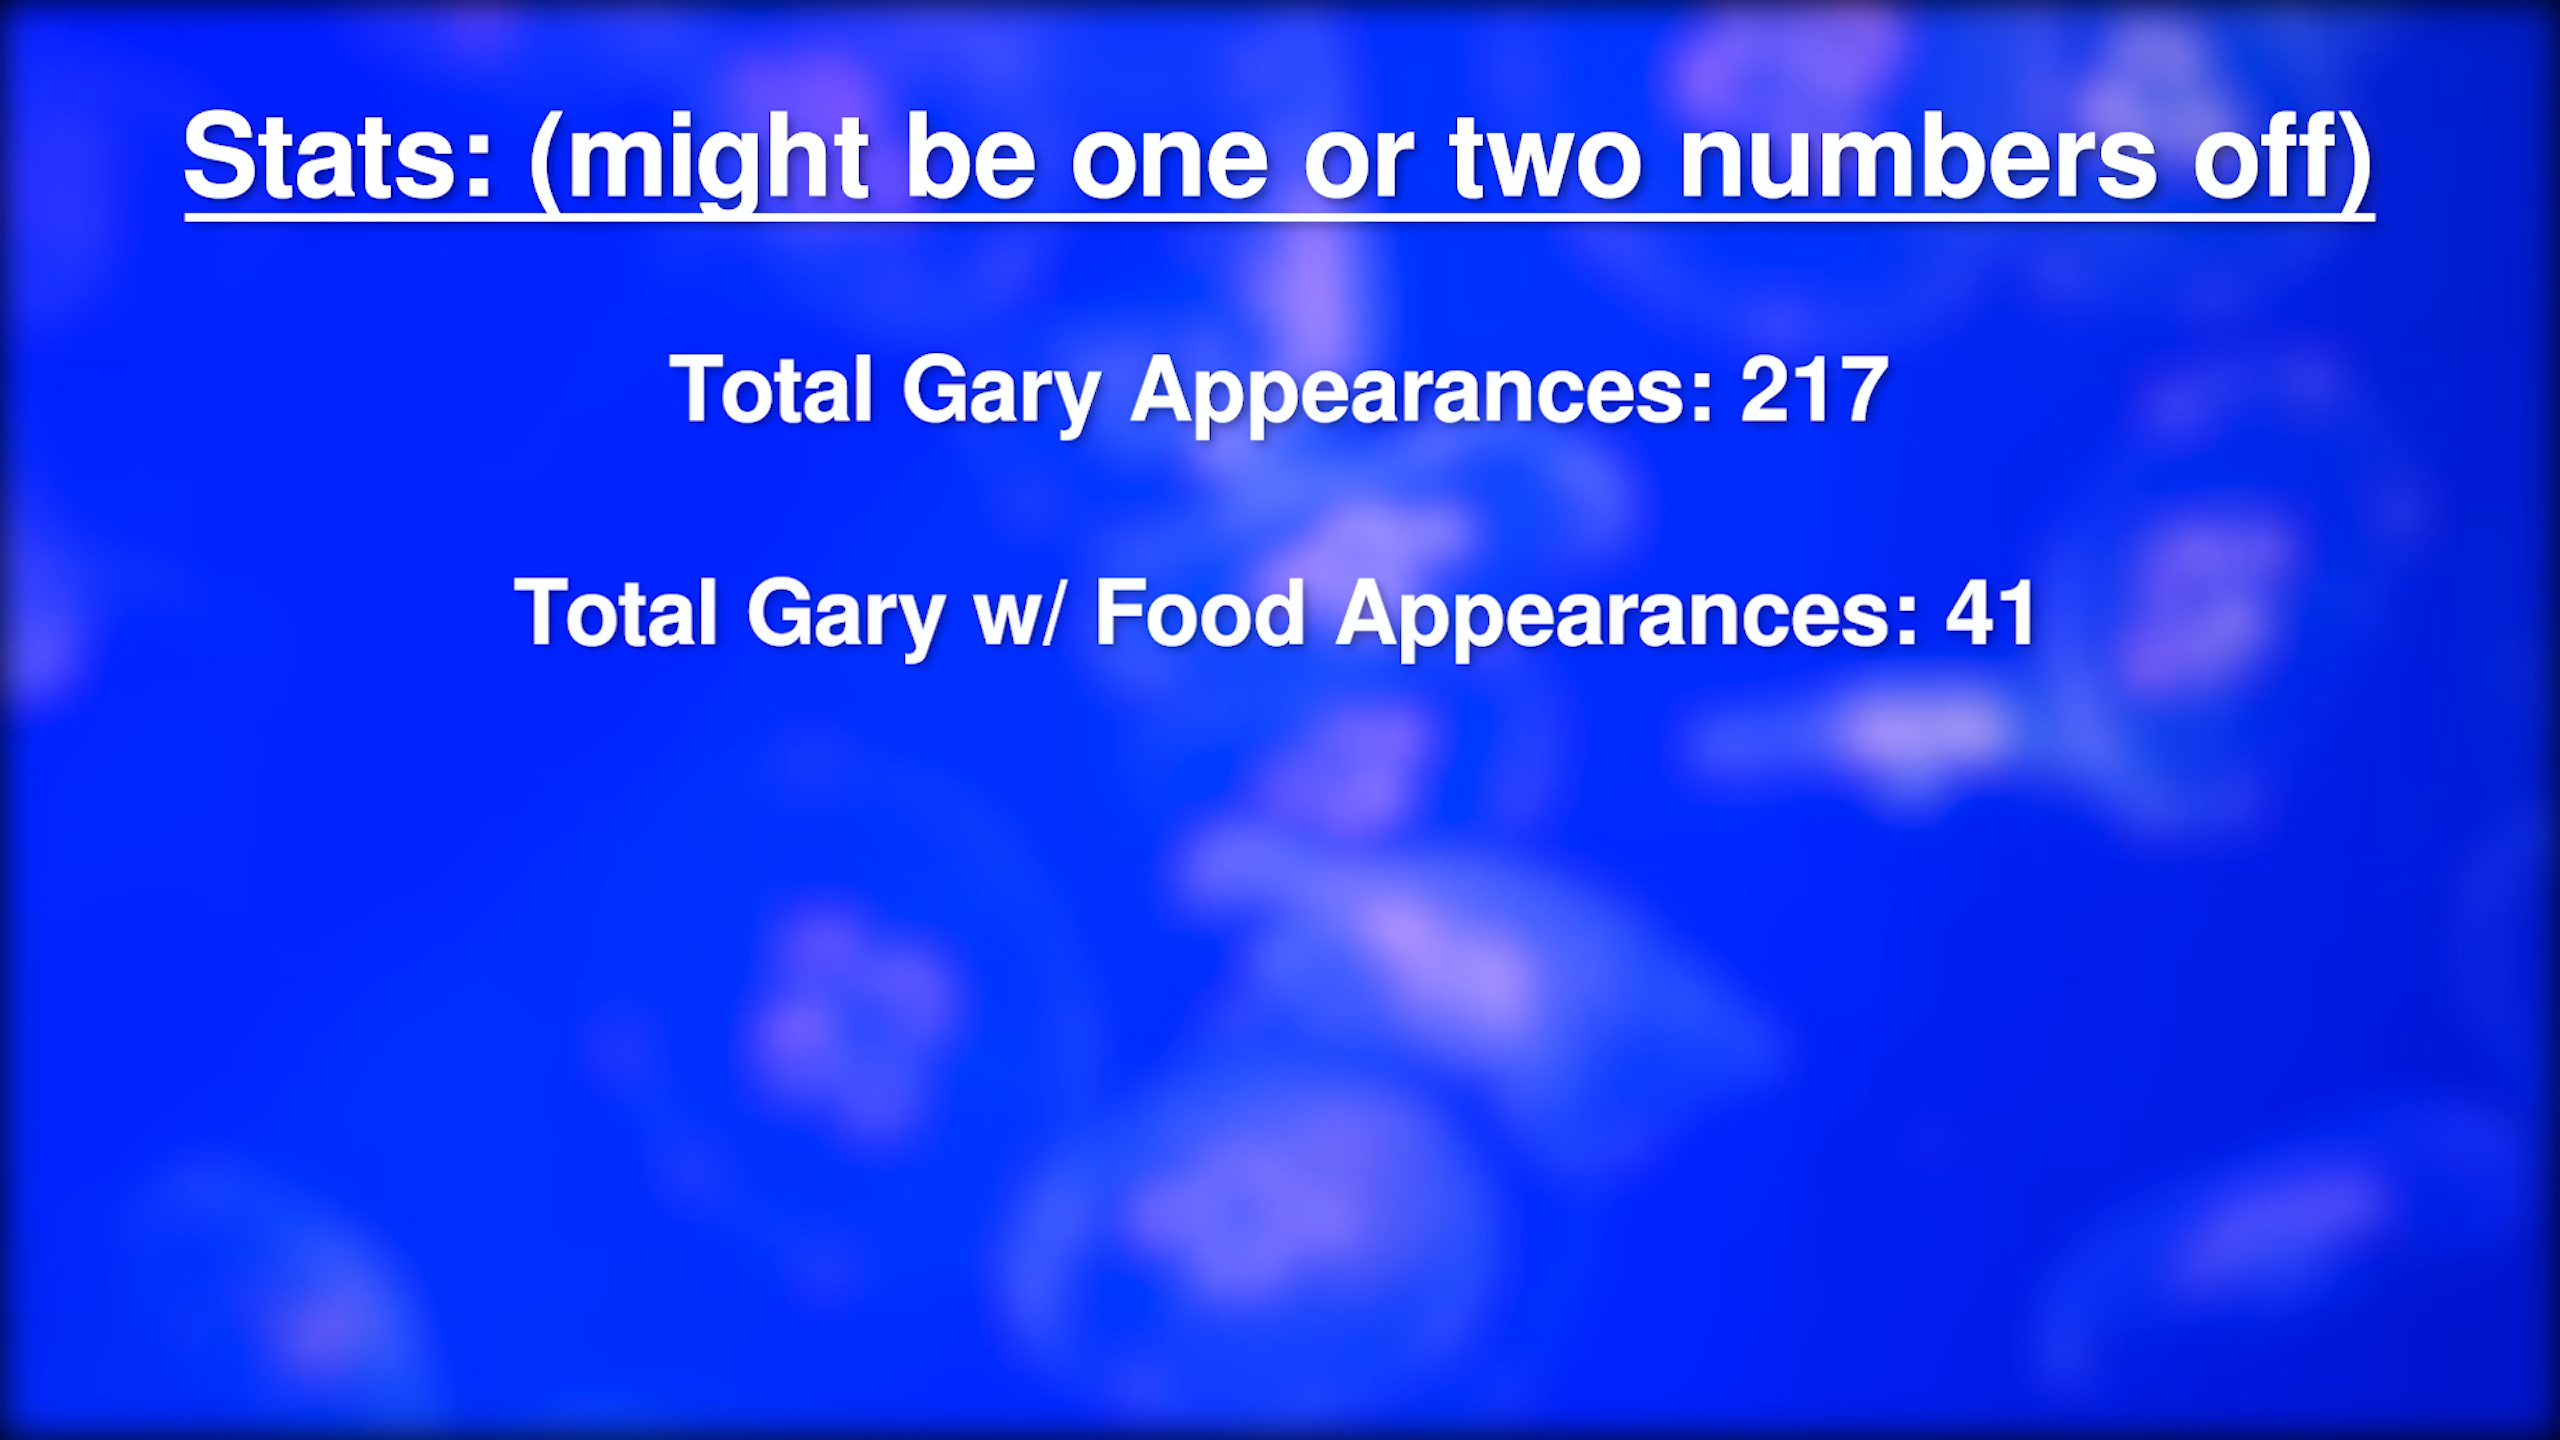 Stats: (might be one or two numbers off)
Total Gary Appearances: 217
Total Gary w/ Food Appearances: 41